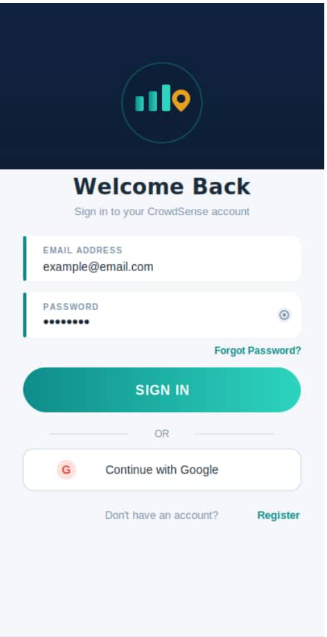 Welcome Back
Sign in to your CrowdSense account
EMAIL ADDRESS
example@email.com
PASSWORD
••••••••
Forgot Password?
SIGN IN
OR
G Continue with Google
Don't have an account? Register